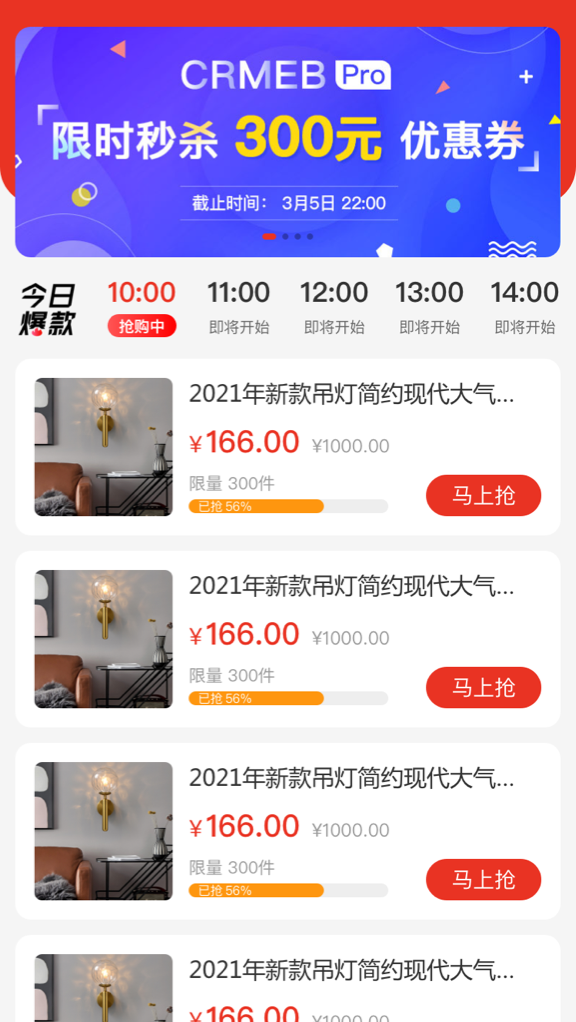 CRMEB Pro
限时秒杀 300元 优惠券
截止时间： 3月5日 22:00
今日
爆款
10:00 11:00 12:00 13:00 14:00
抢购中 即将开始 即将开始 即将开始 即将开始
2021年新款吊灯简约现代大气...
¥166.00 ¥1000.00
限量 300件
已抢 56%
马上抢
2021年新款吊灯简约现代大气...
¥166.00 ¥1000.00
限量 300件
已抢 56%
马上抢
2021年新款吊灯简约现代大气...
¥166.00 ¥1000.00
限量 300件
已抢 56%
马上抢
2021年新款吊灯简约现代大气...
¥166.00 ¥1000.00